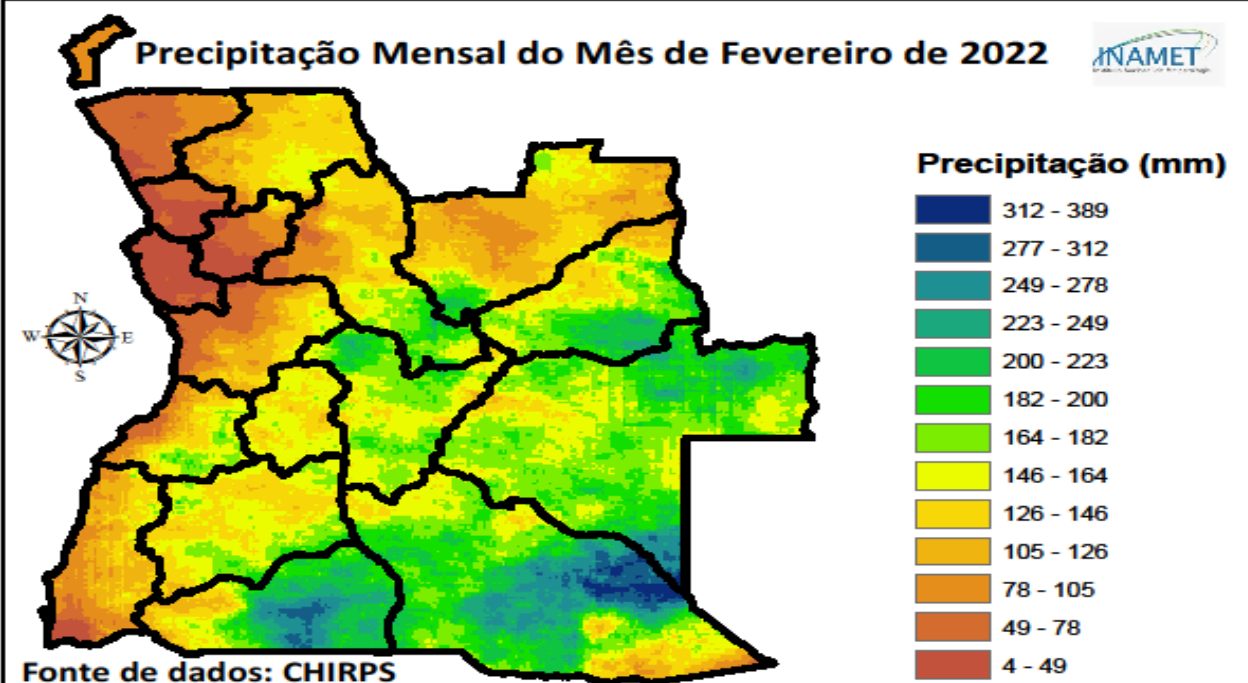 Precipitação Mensal do Mês de Fevereiro de 2022
INAMET
N
W E
S
Precipitação (mm)
312 - 389
277 - 312
249 - 278
223 - 249
200 - 223
182 - 200
164 - 182
146 - 164
126 - 146
105 - 126
78 - 105
49 - 78
4 - 49
Fonte de dados: CHIRPS